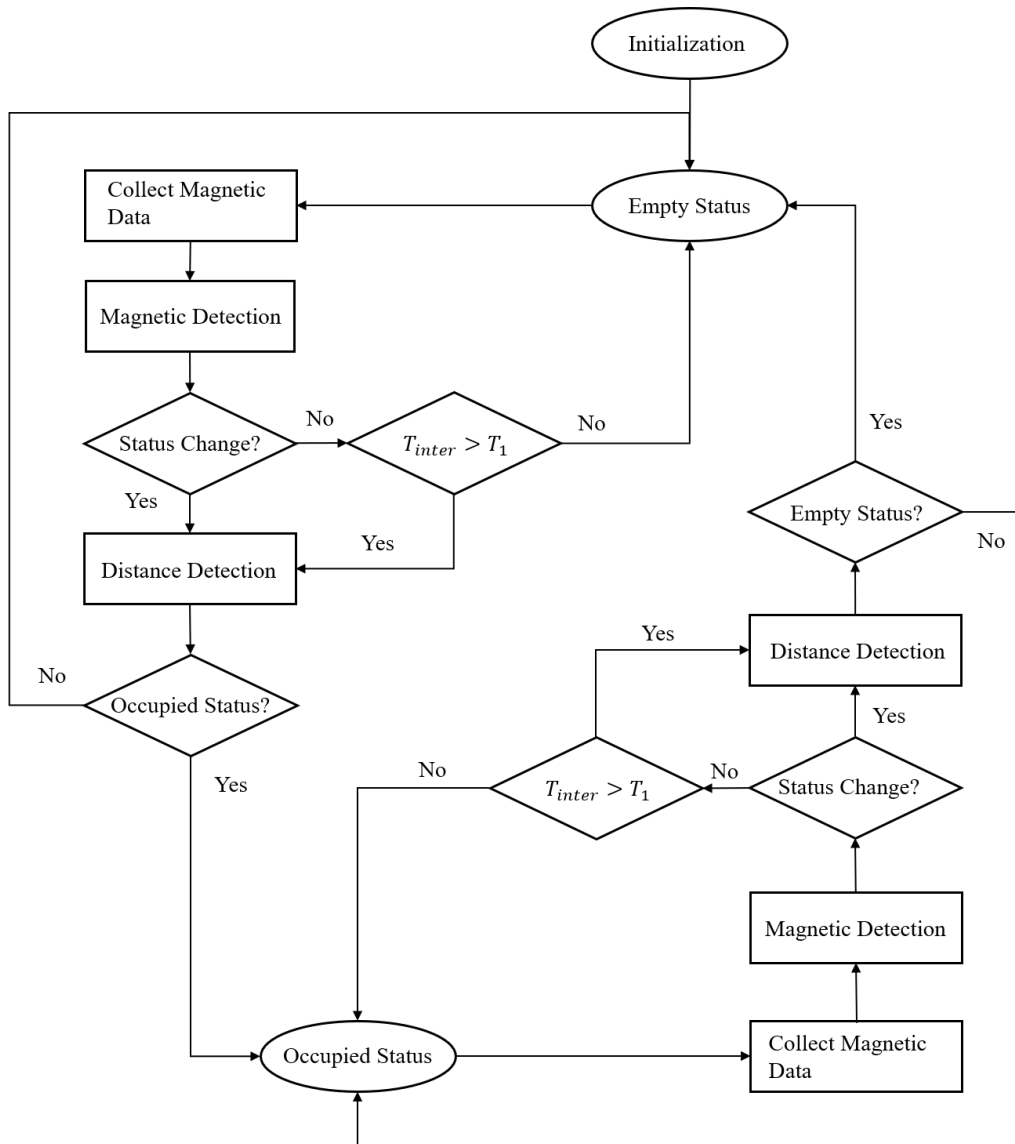 Initialization
Empty Status
Collect Magnetic
Data
Magnetic Detection
Status Change?
No
T_inter > T_1
No
Yes
Yes
Distance Detection
No
Occupied Status?
Yes
Yes
Empty Status?
No
Yes
Distance Detection
Yes
No
T_inter > T_1
No
Status Change?
Magnetic Detection
Occupied Status
Collect Magnetic
Data